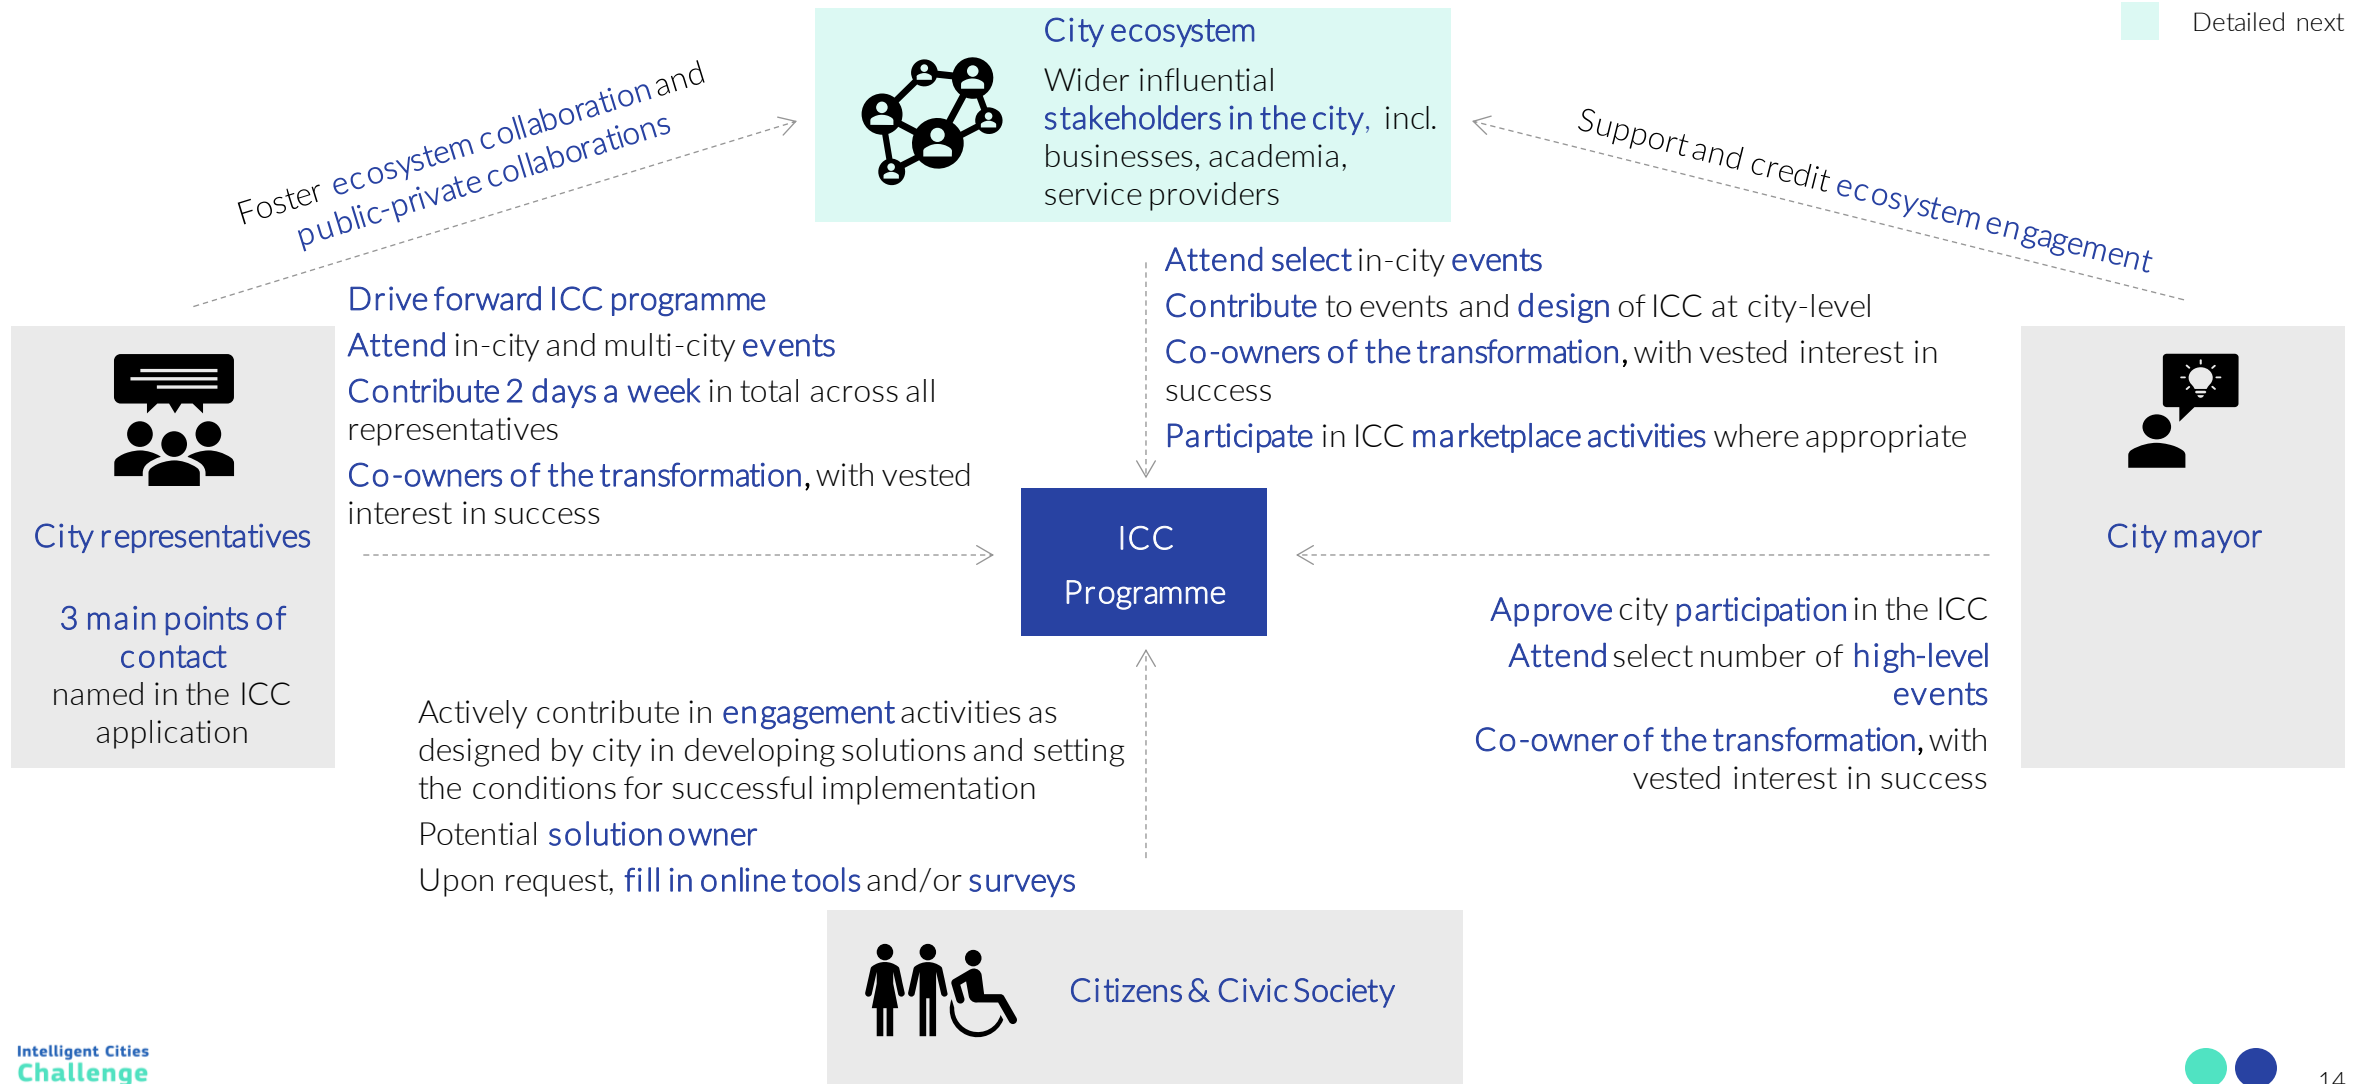 Detailed next
City ecosystem
Wider influential
stakeholders in the city, incl.
businesses, academia,
service providers
Foster ecosystem collaboration and
public-private collaborations
Support and credit ecosystem engagement
Attend select in-city events
Contribute to events and design of ICC at city-level
Co-owners of the transformation, with vested interest in
success
Participate in ICC marketplace activities where appropriate
Drive forward ICC programme
Attend in-city and multi-city events
Contribute 2 days a week in total across all
representatives
Co-owners of the transformation, with vested
interest in success
City representatives
3 main points of
contact
named in the ICC
application
ICC
Programme
City mayor
Approve city participation in the ICC
Attend select number of high-level
events
Co-owner of the transformation, with
vested interest in success
Actively contribute in engagement activities as
designed by city in developing solutions and setting
the conditions for successful implementation
Potential solution owner
Upon request, fill in online tools and/or surveys
Citizens & Civic Society
Intelligent Cities
Challenge
14